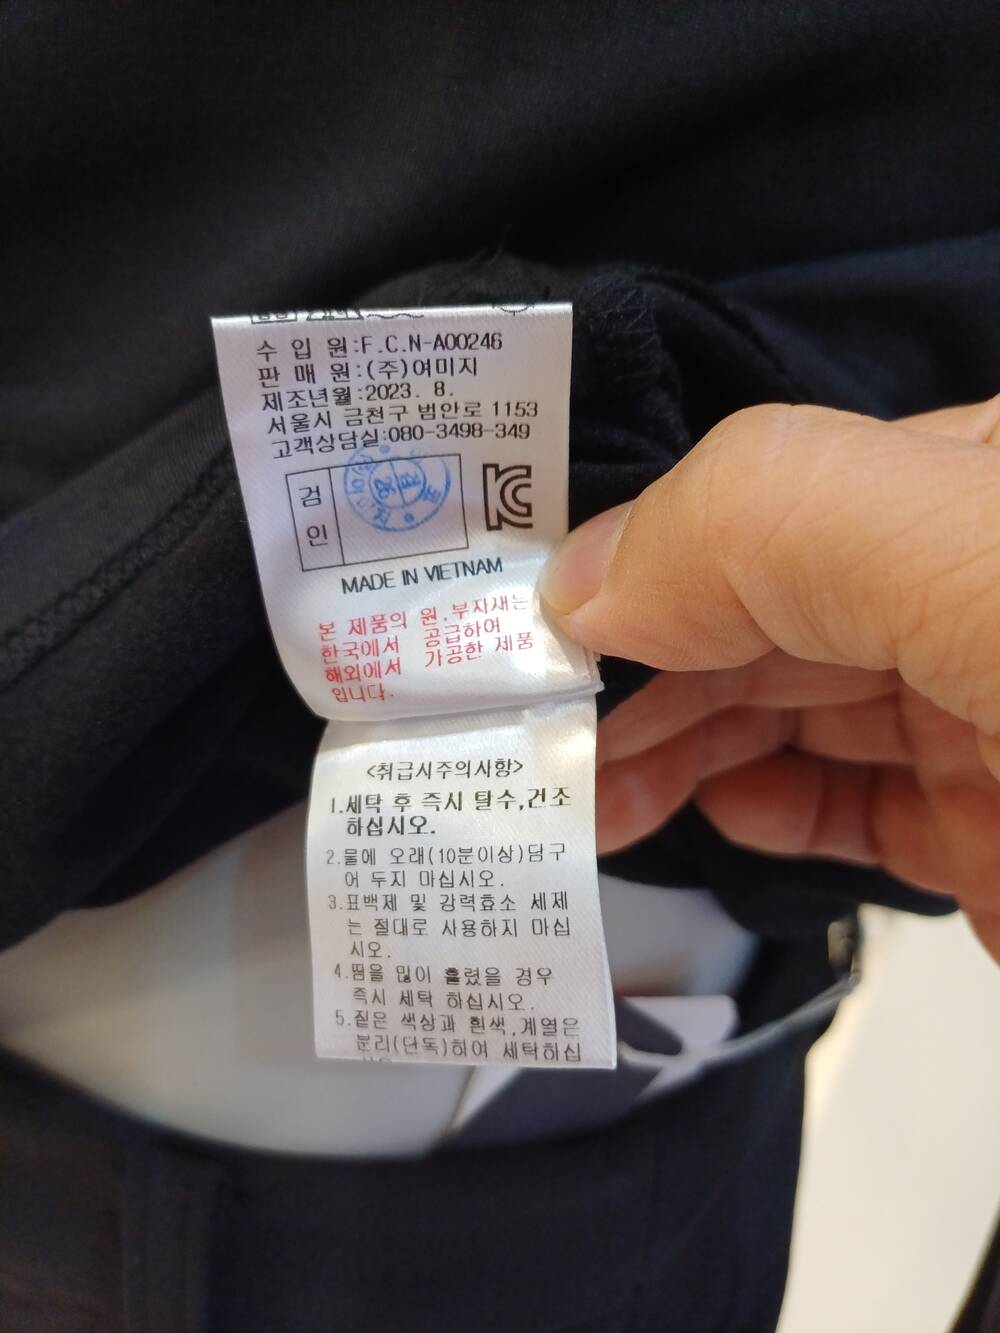 수 입 원:F.C.N-A00246
판 매 원:(주)여미지
제조년월:2023. 8.
서울시 금천구 범안로 1153
고객상담실:080-3498-349
검
인
MADE IN VIETNAM
본 제품의 원.부자재는
한국에서 공급하여
해외에서 가공한 제품
입니다.
<취급시주의사항>
1.세탁 후 즉시 탈수,건조
하십시오.
2.물에 오래(10분이상)담구
어 두지 마십시오.
3.표백제 및 강력효소 세제
는 절대로 사용하지 마십
시오.
4.땀을 많이 흘렸을 경우
즉시 세탁 하십시오.
5.짙은 색상과 흰색,계열은
분리(단독)하여 세탁하십